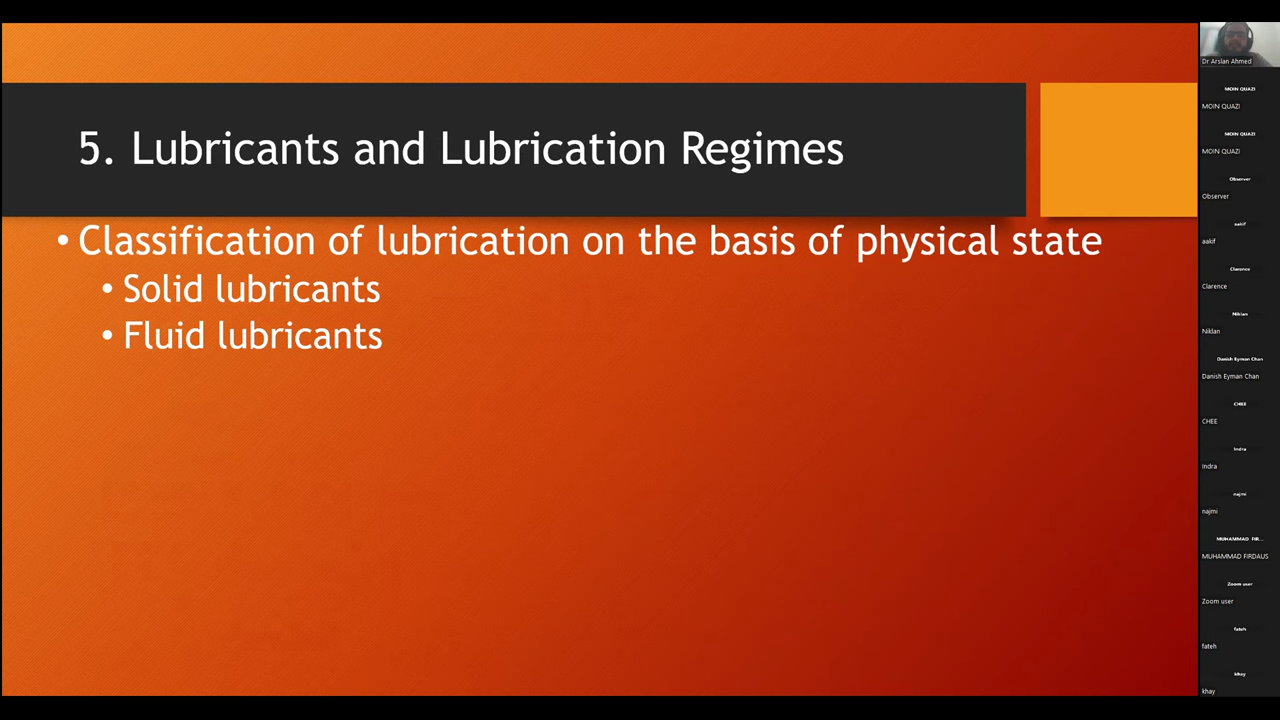 5. Lubricants and Lubrication Regimes
• Classification of lubrication on the basis of physical state
• Solid lubricants
• Fluid lubricants
Dr Arslan Ahmed
MOIN QUAZI
MOIN QUAZI
MOIN QUAZI
MOIN QUAZI
Observer
Observer
aakif
aakif
Clarence
Clarence
Niklan
Niklan
Danish Eyman Chan
Danish Eyman Chan
CHEE
CHEE
Indra
Indra
najmi
najmi
MUHAMMAD FIR...
MUHAMMAD FIRDAUS
Zoom user
Zoom user
fateh
fateh
khay
khay